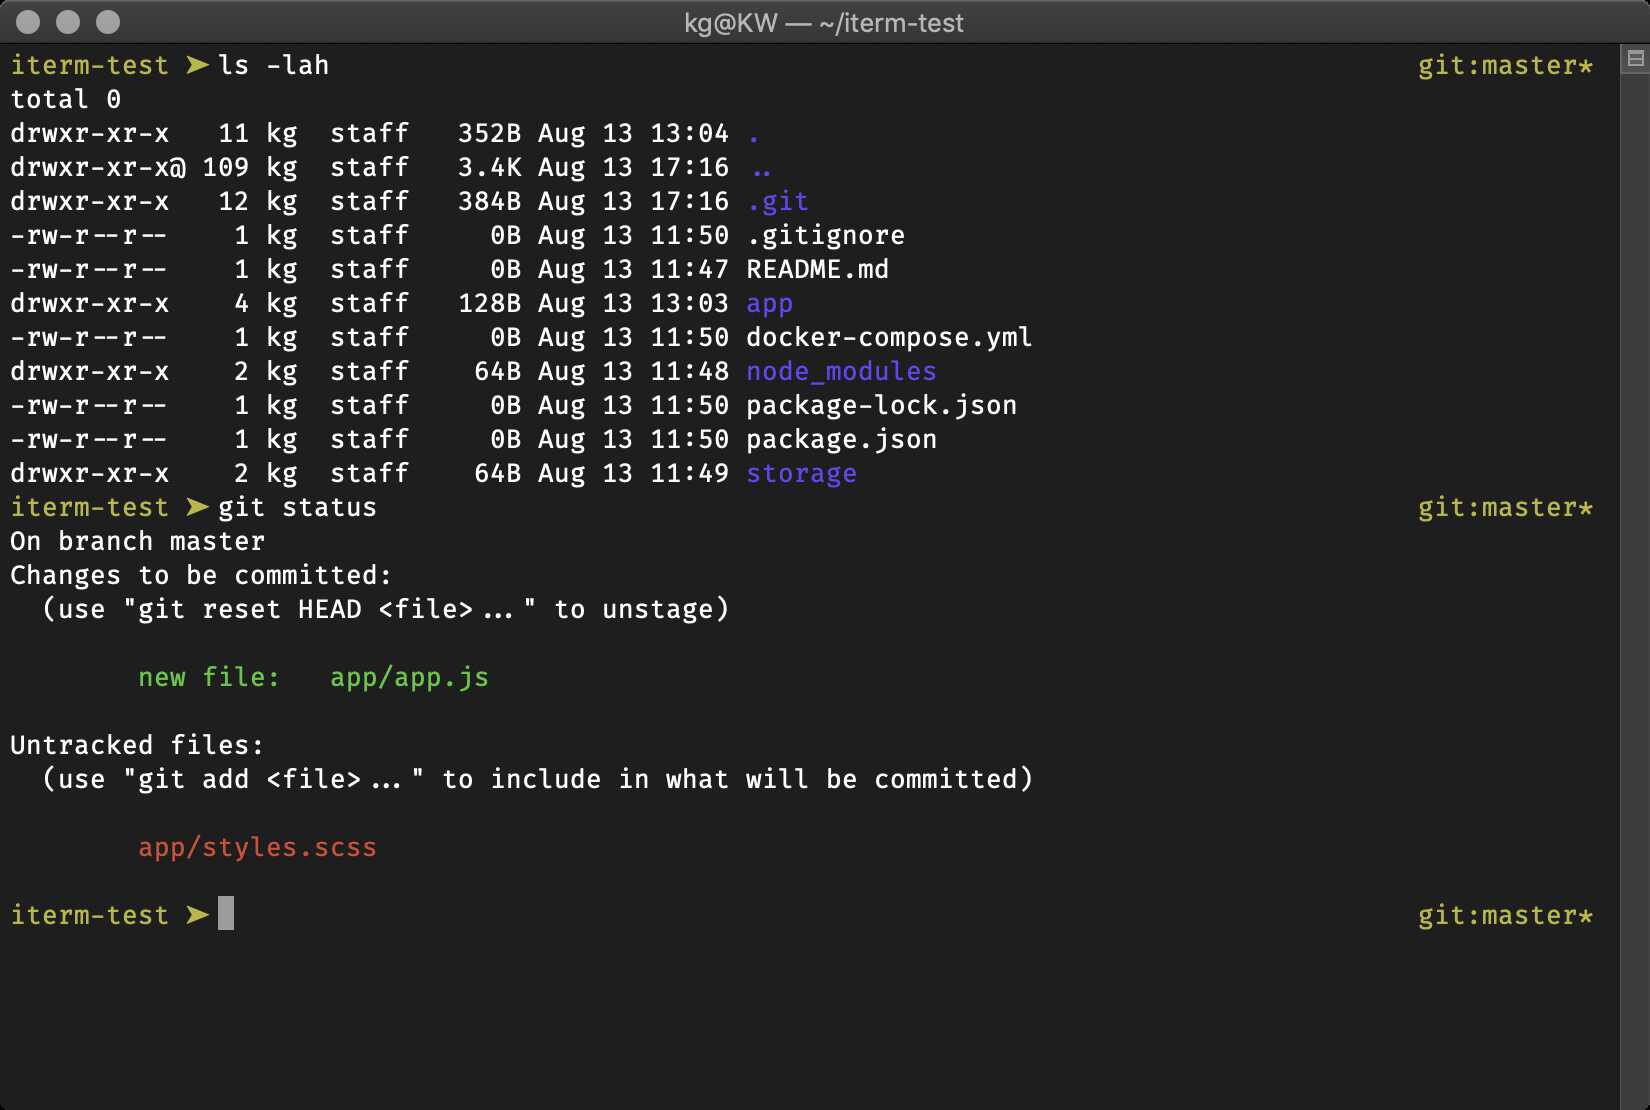 kg@KW — ~/iterm-test
iterm-test ➤ ls -lah git:master*
total 0
drwxr-xr-x   11 kg  staff   352B Aug 13 13:04 .
drwxr-xr-x@ 109 kg  staff   3.4K Aug 13 17:16 ..
drwxr-xr-x   12 kg  staff   384B Aug 13 17:16 .git
-rw-r--r--    1 kg  staff     0B Aug 13 11:50 .gitignore
-rw-r--r--    1 kg  staff     0B Aug 13 11:47 README.md
drwxr-xr-x    4 kg  staff   128B Aug 13 13:03 app
-rw-r--r--    1 kg  staff     0B Aug 13 11:50 docker-compose.yml
drwxr-xr-x    2 kg  staff    64B Aug 13 11:48 node_modules
-rw-r--r--    1 kg  staff     0B Aug 13 11:50 package-lock.json
-rw-r--r--    1 kg  staff     0B Aug 13 11:50 package.json
drwxr-xr-x    2 kg  staff    64B Aug 13 11:49 storage
iterm-test ➤ git status git:master*
On branch master
Changes to be committed:
  (use "git reset HEAD <file>..." to unstage)
        new file:   app/app.js
Untracked files:
  (use "git add <file>..." to include in what will be committed)
        app/styles.scss
iterm-test ➤ git:master*